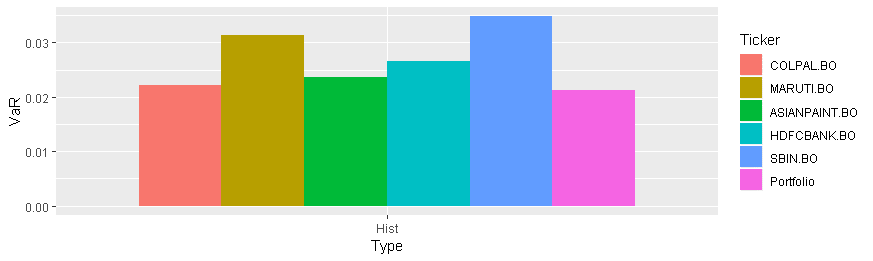 VaR
0.03
0.02
0.01
0.00
Hist
Type
Ticker
COLPAL.BO
MARUTI.BO
ASIANPAINT.BO
HDFCBANK.BO
SBIN.BO
Portfolio